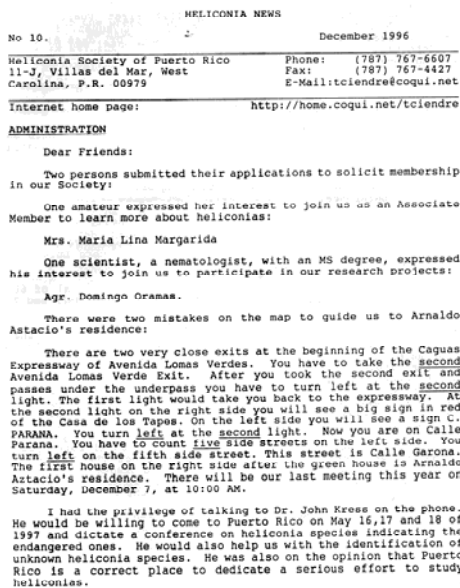 HELICONIA NEWS
No 10. December 1996
Heliconia Society of Puerto Rico Phone: (787) 767-6607
11-J, Villas del Mar, West Fax: (787) 767-4427
Carolina, P.R. 00979 E-Mail:tciendre@coqui.net
Internet home page: http://home.coqui.net/tciendre
ADMINISTRATION
Dear Friends:
Two persons submitted their applications to solicit membership
in our Society:
One amateur expressed her interest to join us as an Associate
Member to learn more about heliconias:
Mrs. Maria Lina Margarida
One scientist, a nematologist, with an MS degree, expressed
his interest to join us to participate in our research projects:
Agr. Domingo Oramas.
There were two mistakes on the map to guide us to Arnaldo
Astacio's residence:
There are two very close exits at the beginning of the Caguas
Expressway of Avenida Lomas Verdes. You have to take the second
Avenida Lomas Verde Exit. After you took the second exit and
passes under the underpass you have to turn left at the second
light. The first light would take you back to the expressway. At
the second light on the right side you will see a big sign in red
of the Casa de los Tapes. On the left side you will see a sign C.
PARANA. You turn left at the second light. Now you are on Calle
Parana. You have to count five side streets on the left side. You
turn left on the fifth side street. This street is Calle Garona.
The first house on the right side after the green house is Arnaldo
Aztacio's residence. There will be our last meeting this year on
Saturday, December 7, at 10:00 AM.
I had the privilege of talking to Dr. John Kress on the phone.
He would be willing to come to Puerto Rico on May 16,17 and 18 of
1997 and dictate a conference on heliconia species indicating the
endangered ones. He would also help us with the identification of
unknown heliconia species. He was also on the opinion that Puerto
Rico is a correct place to dedicate a serious effort to study
heliconias.